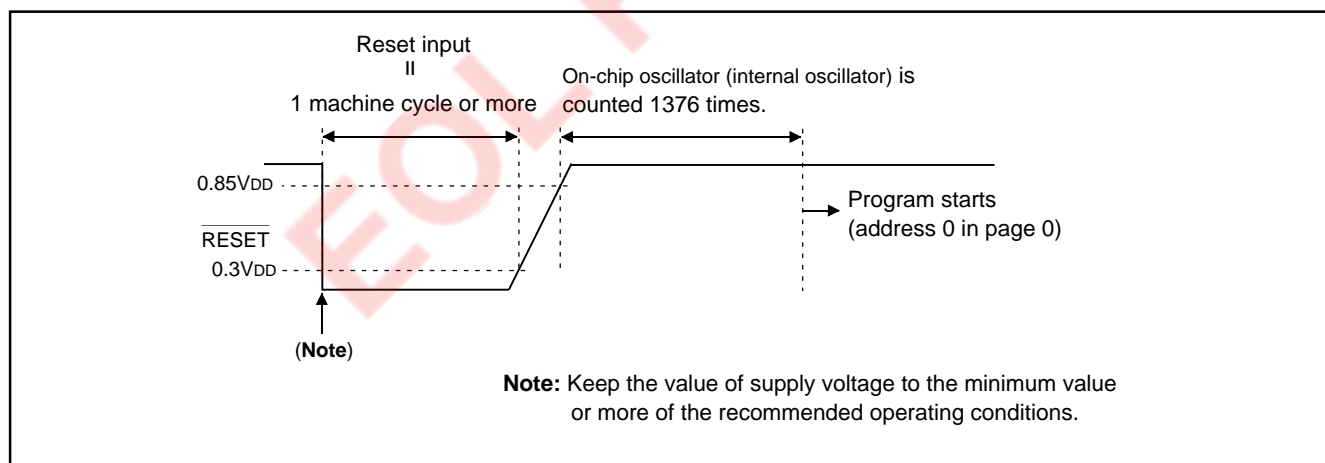 Reset input
=
1 machine cycle or more
On-chip oscillator (internal oscillator) is
counted 1376 times.
0.85VDD
RESET
0.3VDD
Program starts
(address 0 in page 0)
(Note)
Note: Keep the value of supply voltage to the minimum value
or more of the recommended operating conditions.
EOL